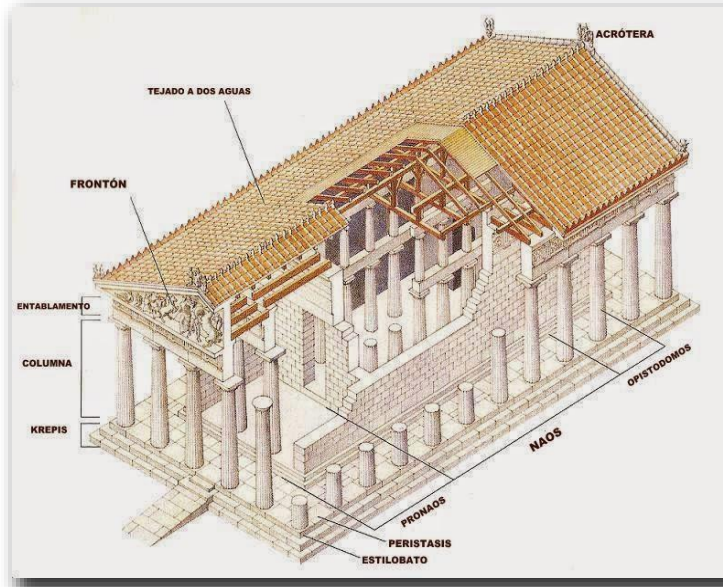 ACRÓTERA
TEJADO A DOS AGUAS
FRONTÓN
ENTABLAMENTO
COLUMNA
KREPIS
OPISTODOMOS
NAOS
PRONAOS
PERISTASIS
ESTILOBATO